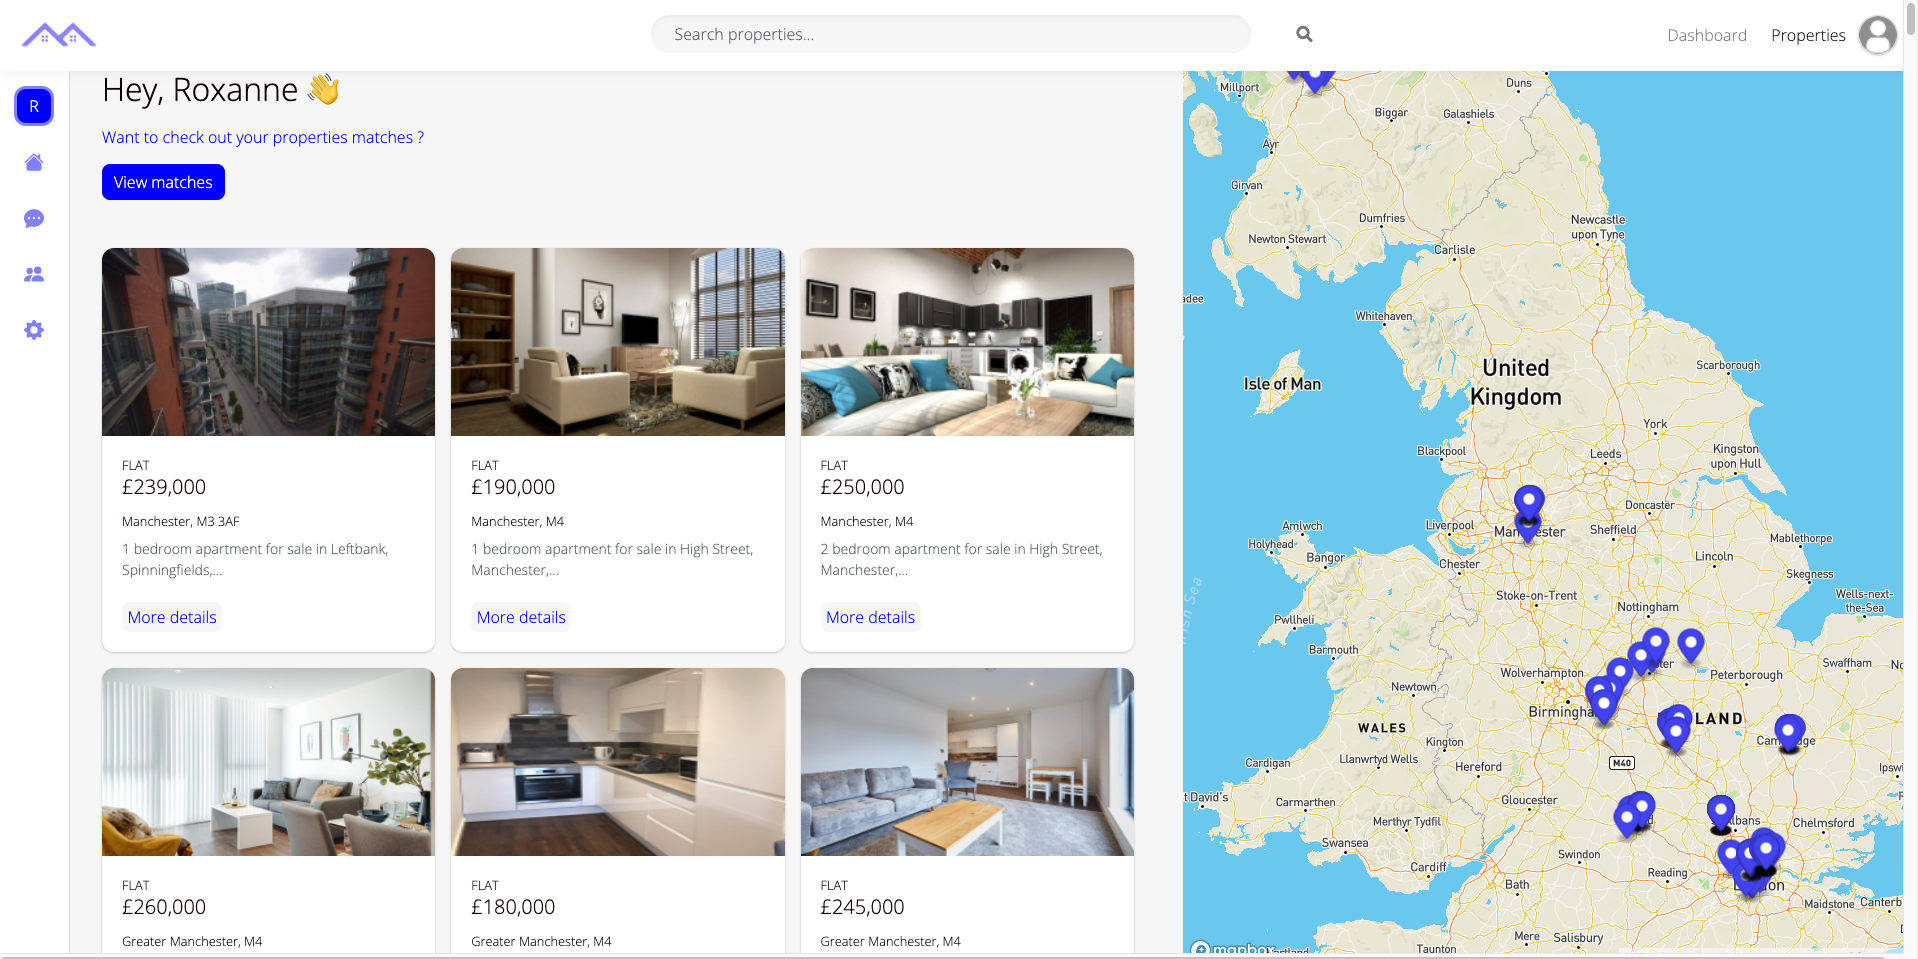 Search properties...
Dashboard
Properties
R
Hey, Roxanne 👋
Want to check out your properties matches ?
View matches
FLAT
£239,000
Manchester, M3 3AF
1 bedroom apartment for sale in Leftbank,
Spinningfields,...
More details
FLAT
£190,000
Manchester, M4
1 bedroom apartment for sale in High Street,
Manchester,...
More details
FLAT
£250,000
Manchester, M4
2 bedroom apartment for sale in High Street,
Manchester,...
More details
FLAT
£260,000
Greater Manchester, M4
FLAT
£180,000
Greater Manchester, M4
FLAT
£245,000
Greater Manchester, M4
Millport
Duns
Biggar
Galashiels
Ayr
Girvan
Dumfries
Newcastle
upon Tyne
Newton Stewart
Carlisle
Whitehaven
Isle of Man
United
Kingdom
Scarborough
York
Blackpool
Leeds
Kingston
upon Hull
Doncaster
Amlwch
Liverpool
Sheffield
Mablethorpe
Holyhead
Bangor
Chester
Lincoln
Skegness
Stoke-on-Trent
Wells-next-
the-Sea
Nottingham
Pwllheli
Barmouth
Swaffham
Wolverhampton
Peterborough
Newtown
WALES
Kington
Llanwrtyd Wells
Hereford
M40
Cardigan
Gloucester
Carmarthen
Merthyr Tydfil
Chelmsford
Swansea
Swindon
Cardiff
Reading
Bath
Maidstone
Mere
Salisbury
Taunton
mapbox